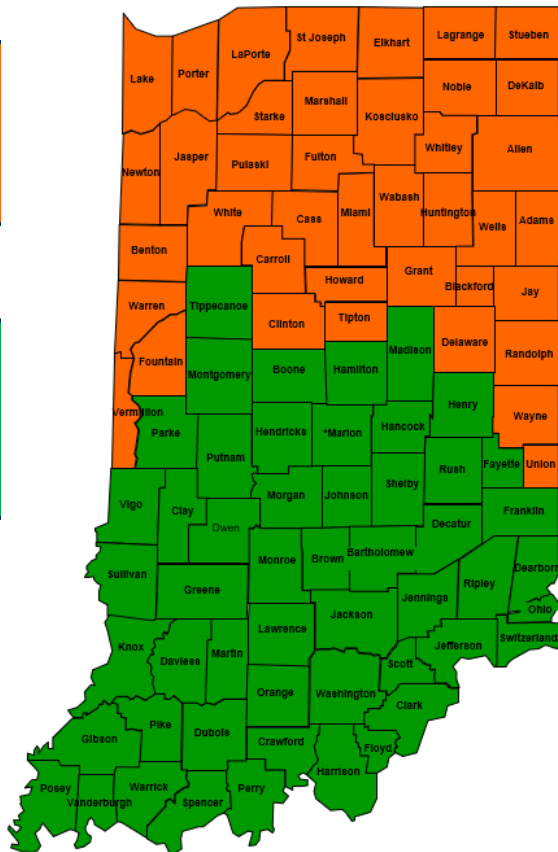 St Joseph
Elkhart
Lagrange
Stueben
LaPorte
Porter
Lake
Noble
DeKalb
Marshall
Starke
Kosciusko
Whitley
Allen
Jasper
Newton
Pulaski
Fulton
Wabash
Huntington
Miami
White
Cass
Wells
Adams
Benton
Carroll
Grant
Howard
Blackford
Jay
Warren
Tippecanoe
Clinton
Tipton
Madison
Delaware
Randolph
Fountain
Montgomery
Boone
Hamilton
Henry
Vermillion
Wayne
Parke
Hendricks
*Marion
Hancock
Putnam
Rush
Fayette
Union
Shelby
Vigo
Clay
Morgan
Johnson
Franklin
Owen
Decatur
Monroe
Brown
Bartholomew
Dearborn
Sullivan
Greene
Ripley
Jennings
Ohio
Jackson
Lawrence
Switzerland
Knox
Daviess
Martin
Jefferson
Scott
Orange
Washington
Clark
Pike
Dubois
Gibson
Crawford
Floyd
Harrison
Posey
Vanderburgh
Warrick
Perry
Spencer